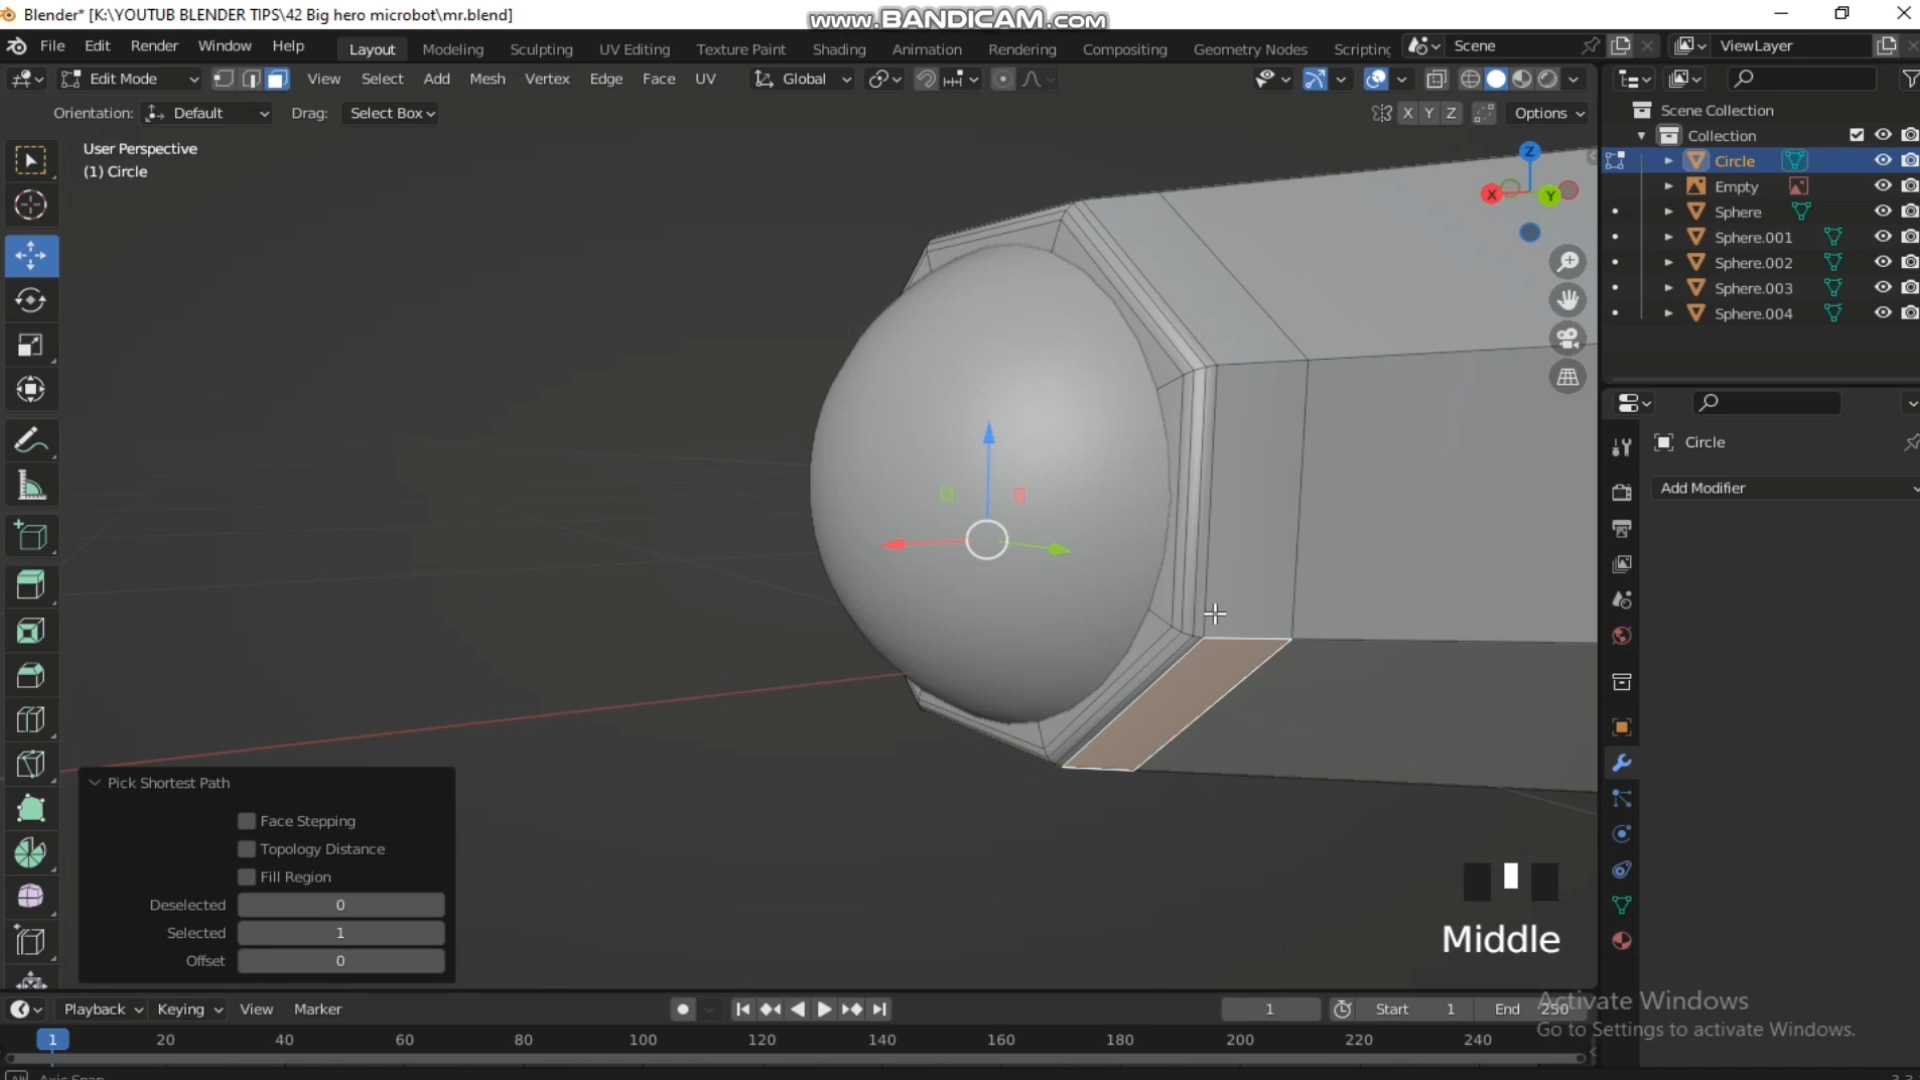 Blender* [K:\YOUTUB BLENDER TIPS\42 Big hero microbot\mr.blend]
www.BANDICAM.com
File Edit Render Window Help
Layout Modeling Sculpting UV Editing Texture Paint Shading Animation Rendering Compositing Geometry Nodes Scripting
Scene
ViewLayer
Edit Mode View Select Add Mesh Vertex Edge Face UV Global
Orientation: Default Drag: Select Box
X Y Z Options
User Perspective
(1) Circle
Z
X
Y
Scene Collection
Collection
Circle
Empty
Sphere
Sphere.001
Sphere.002
Sphere.003
Sphere.004
Circle
Add Modifier
Pick Shortest Path
Face Stepping
Topology Distance
Fill Region
Deselected 0
Selected 1
Offset 0
Middle
Playback Keying View Marker
1 Start 1 End 250
Activate Windows
Go to Settings to activate Windows.
1 20 40 60 80 100 120 140 160 180 200 220 240